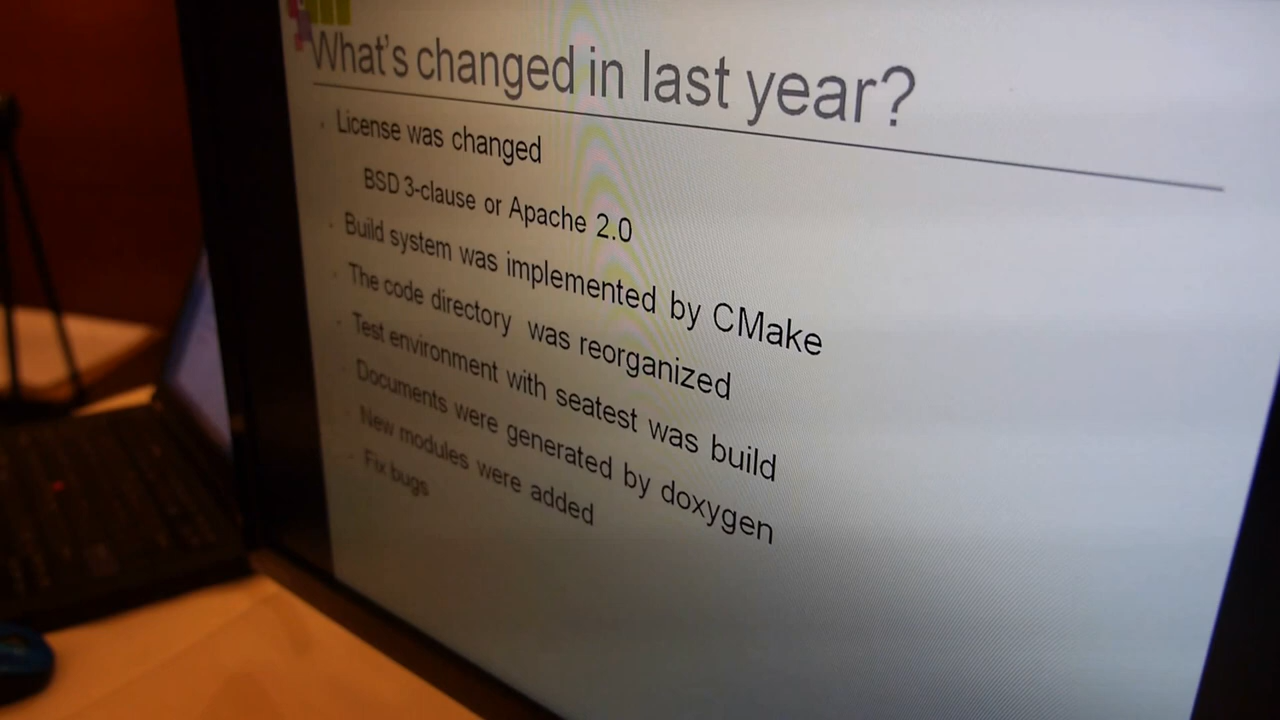 What's changed in last year?
License was changed
BSD 3-clause or Apache 2.0
Build system was implemented by CMake
The code directory was reorganized
Test environment with seatest was build
Documents were generated by doxygen
New modules were added
Fix bugs